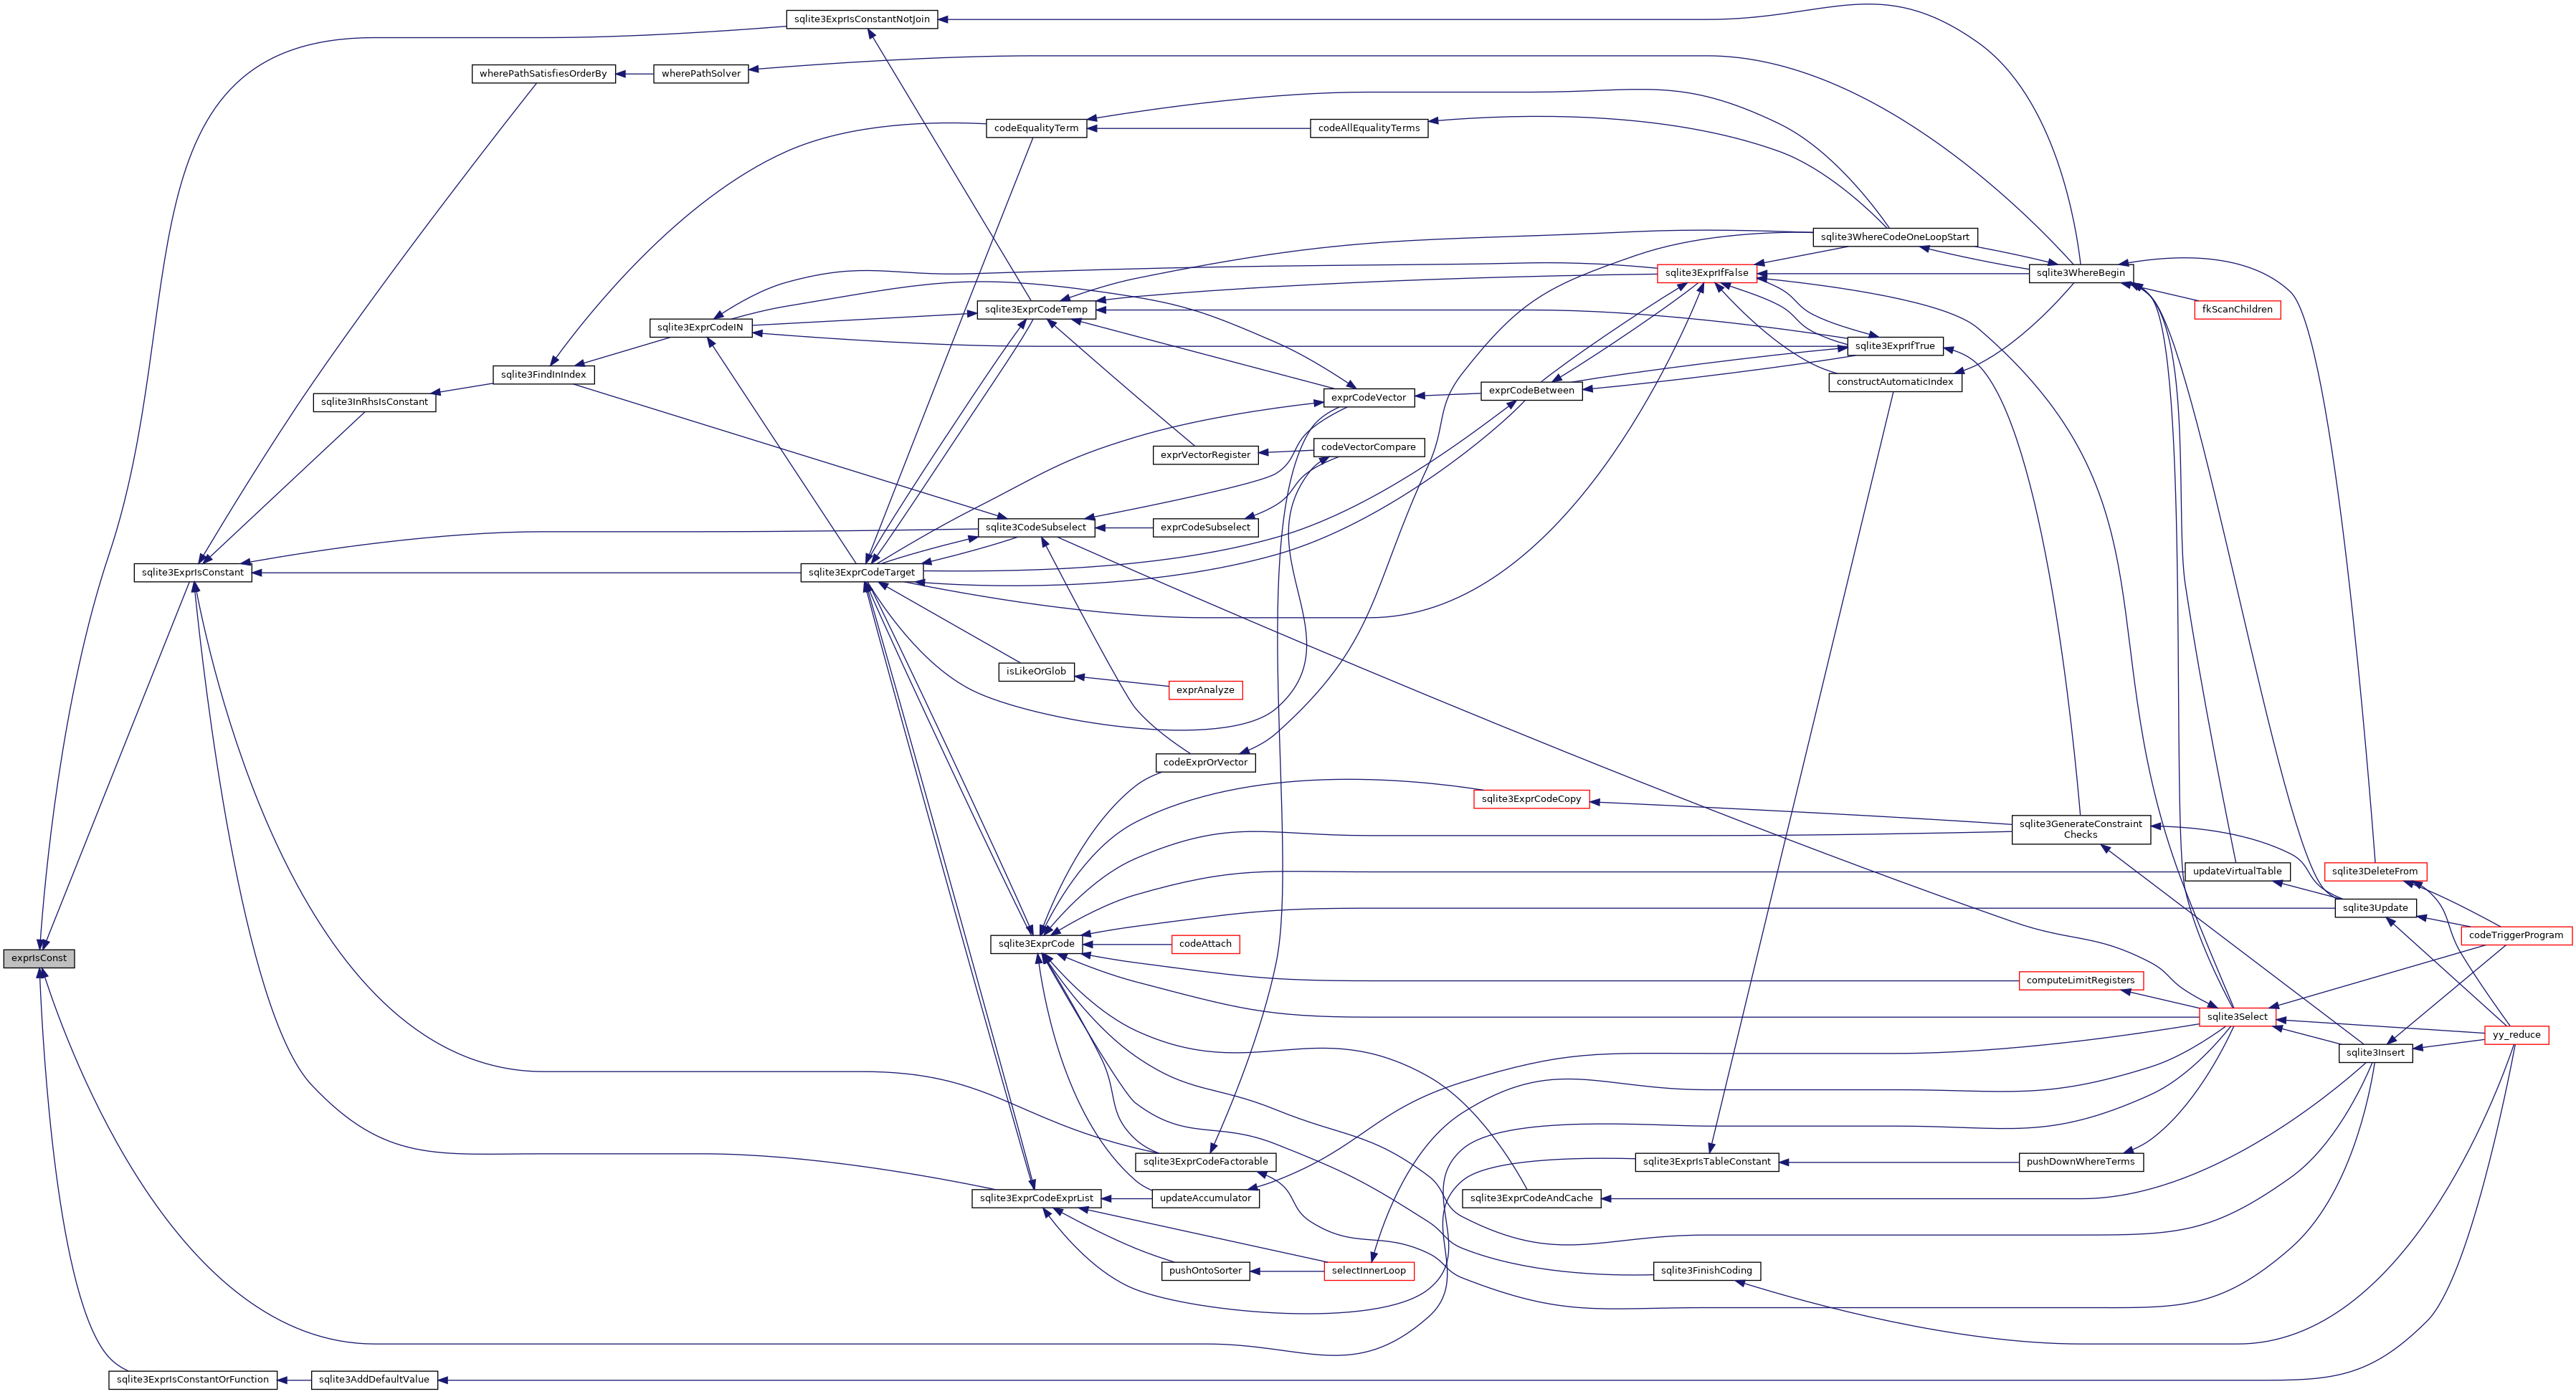 sqlite3ExprIsConstantNotJoin
wherePathSatisfiesOrderBy
wherePathSolver
codeEqualityTerm
codeAllEqualityTerms
sqlite3WhereCodeOneLoopStart
sqlite3ExprIfFalse
sqlite3WhereBegin
sqlite3ExprCodeTemp
fkScanChildren
sqlite3ExprCodeIN
sqlite3ExprIfTrue
sqlite3FindInIndex
constructAutomaticIndex
exprCodeBetween
sqlite3InRhsIsConstant
exprCodeVector
codeVectorCompare
exprVectorRegister
sqlite3CodeSubselect
exprCodeSubselect
sqlite3ExprIsConstant
sqlite3ExprCodeTarget
isLikeOrGlob
exprAnalyze
codeExprOrVector
sqlite3ExprCodeCopy
sqlite3GenerateConstraint
Checks
updateVirtualTable
sqlite3DeleteFrom
sqlite3Update
codeTriggerProgram
sqlite3ExprCode
codeAttach
exprIsConst
computeLimitRegisters
sqlite3Select
yy_reduce
sqlite3Insert
sqlite3ExprCodeFactorable
sqlite3ExprIsTableConstant
pushDownWhereTerms
sqlite3ExprCodeExprList
updateAccumulator
sqlite3ExprCodeAndCache
pushOntoSorter
selectInnerLoop
sqlite3FinishCoding
sqlite3ExprIsConstantOrFunction
sqlite3AddDefaultValue